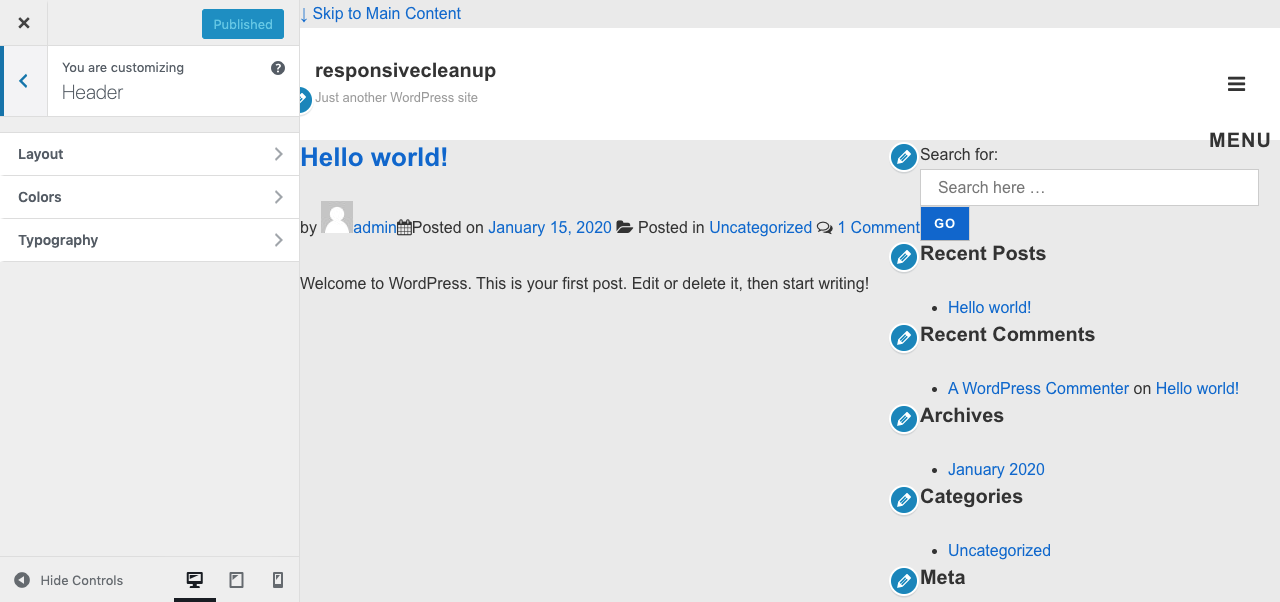 Published
You are customizing
Header
Layout
Colors
Typography
Hide Controls
↓ Skip to Main Content
responsivecleanup
Just another WordPress site
MENU
Hello world!
by admin Posted on January 15, 2020 Posted in Uncategorized 1 Comment
Welcome to WordPress. This is your first post. Edit or delete it, then start writing!
Search for:
Search here …
GO
Recent Posts
Hello world!
Recent Comments
A WordPress Commenter on Hello world!
Archives
January 2020
Categories
Uncategorized
Meta